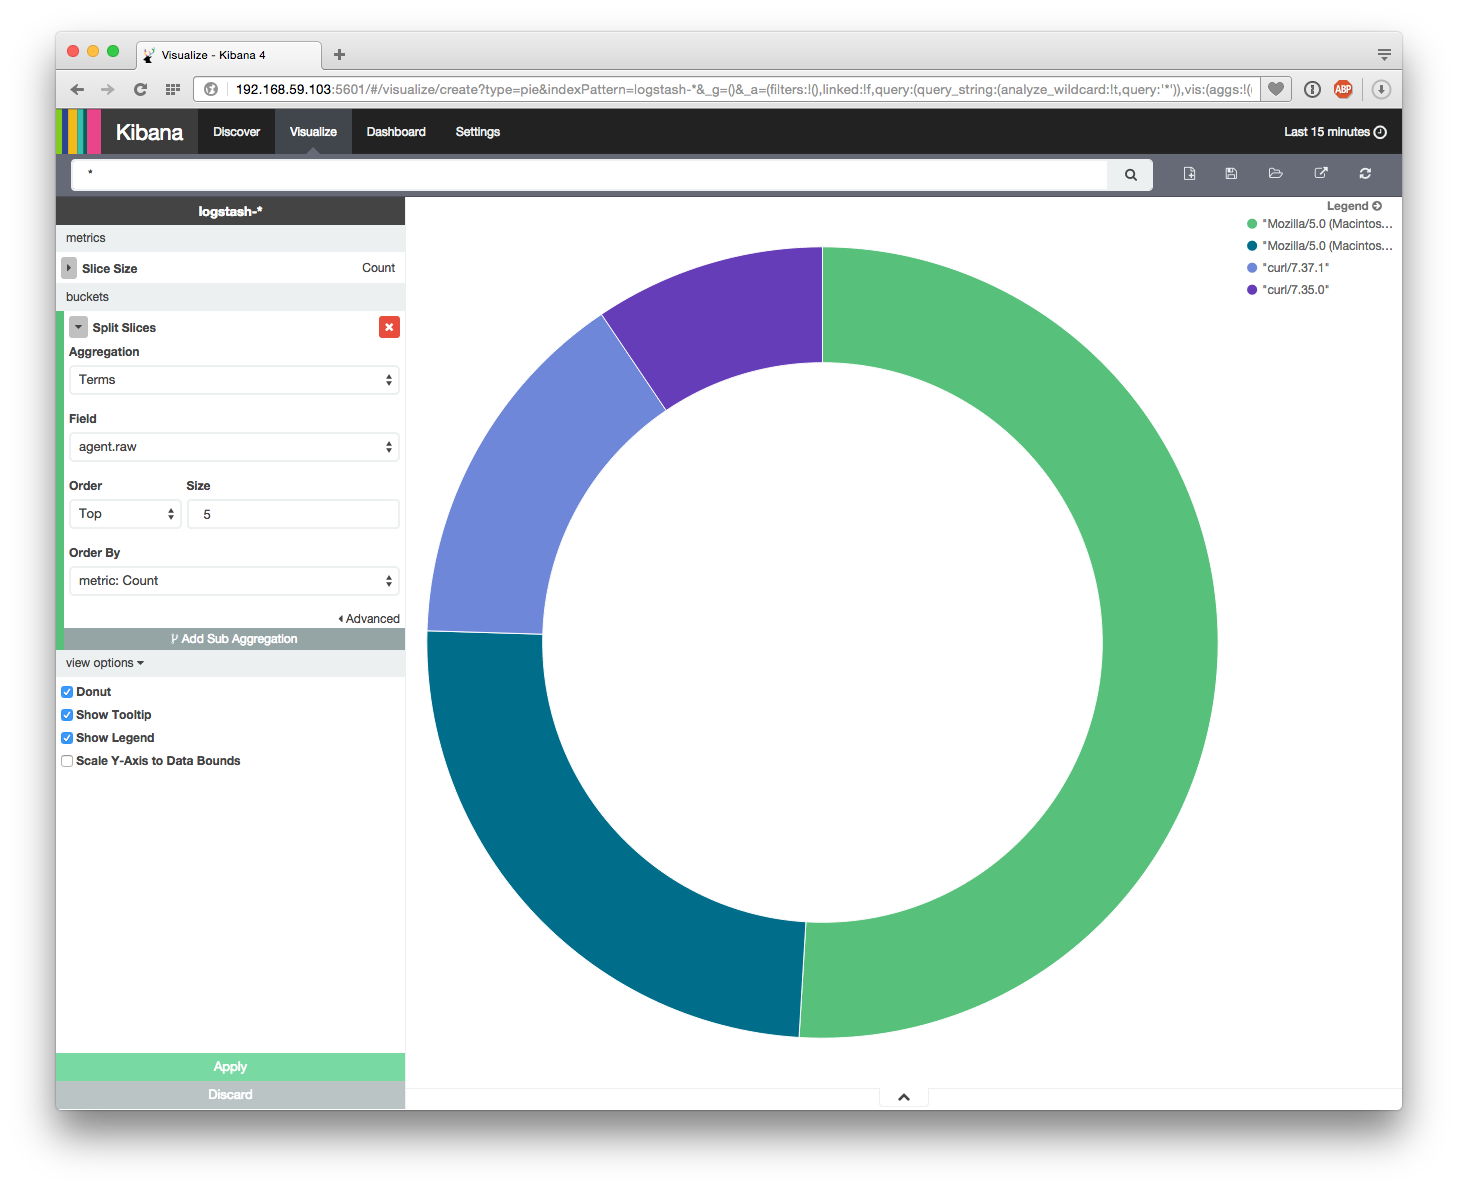 Visualize - Kibana 4
192.168.59.103:5601/#/visualize/create?type=pie&indexPattern=logstash-*&_g=()&_a=(filters:!(),linked:!f,query:(query_string:(analyze_wildcard:!t,query:'*')),vis:(aggs:!((
ABP
Kibana
Discover
Visualize
Dashboard
Settings
Last 15 minutes
*
logstash-*
metrics
Slice Size
Count
buckets
Split Slices
Aggregation
Terms
Field
agent.raw
Order
Size
Top
5
Order By
metric: Count
Advanced
Add Sub Aggregation
view options
Donut
Show Tooltip
Show Legend
Scale Y-Axis to Data Bounds
Apply
Discard
Legend
"Mozilla/5.0 (Macintos...
"Mozilla/5.0 (Macintos...
"curl/7.37.1"
"curl/7.35.0"